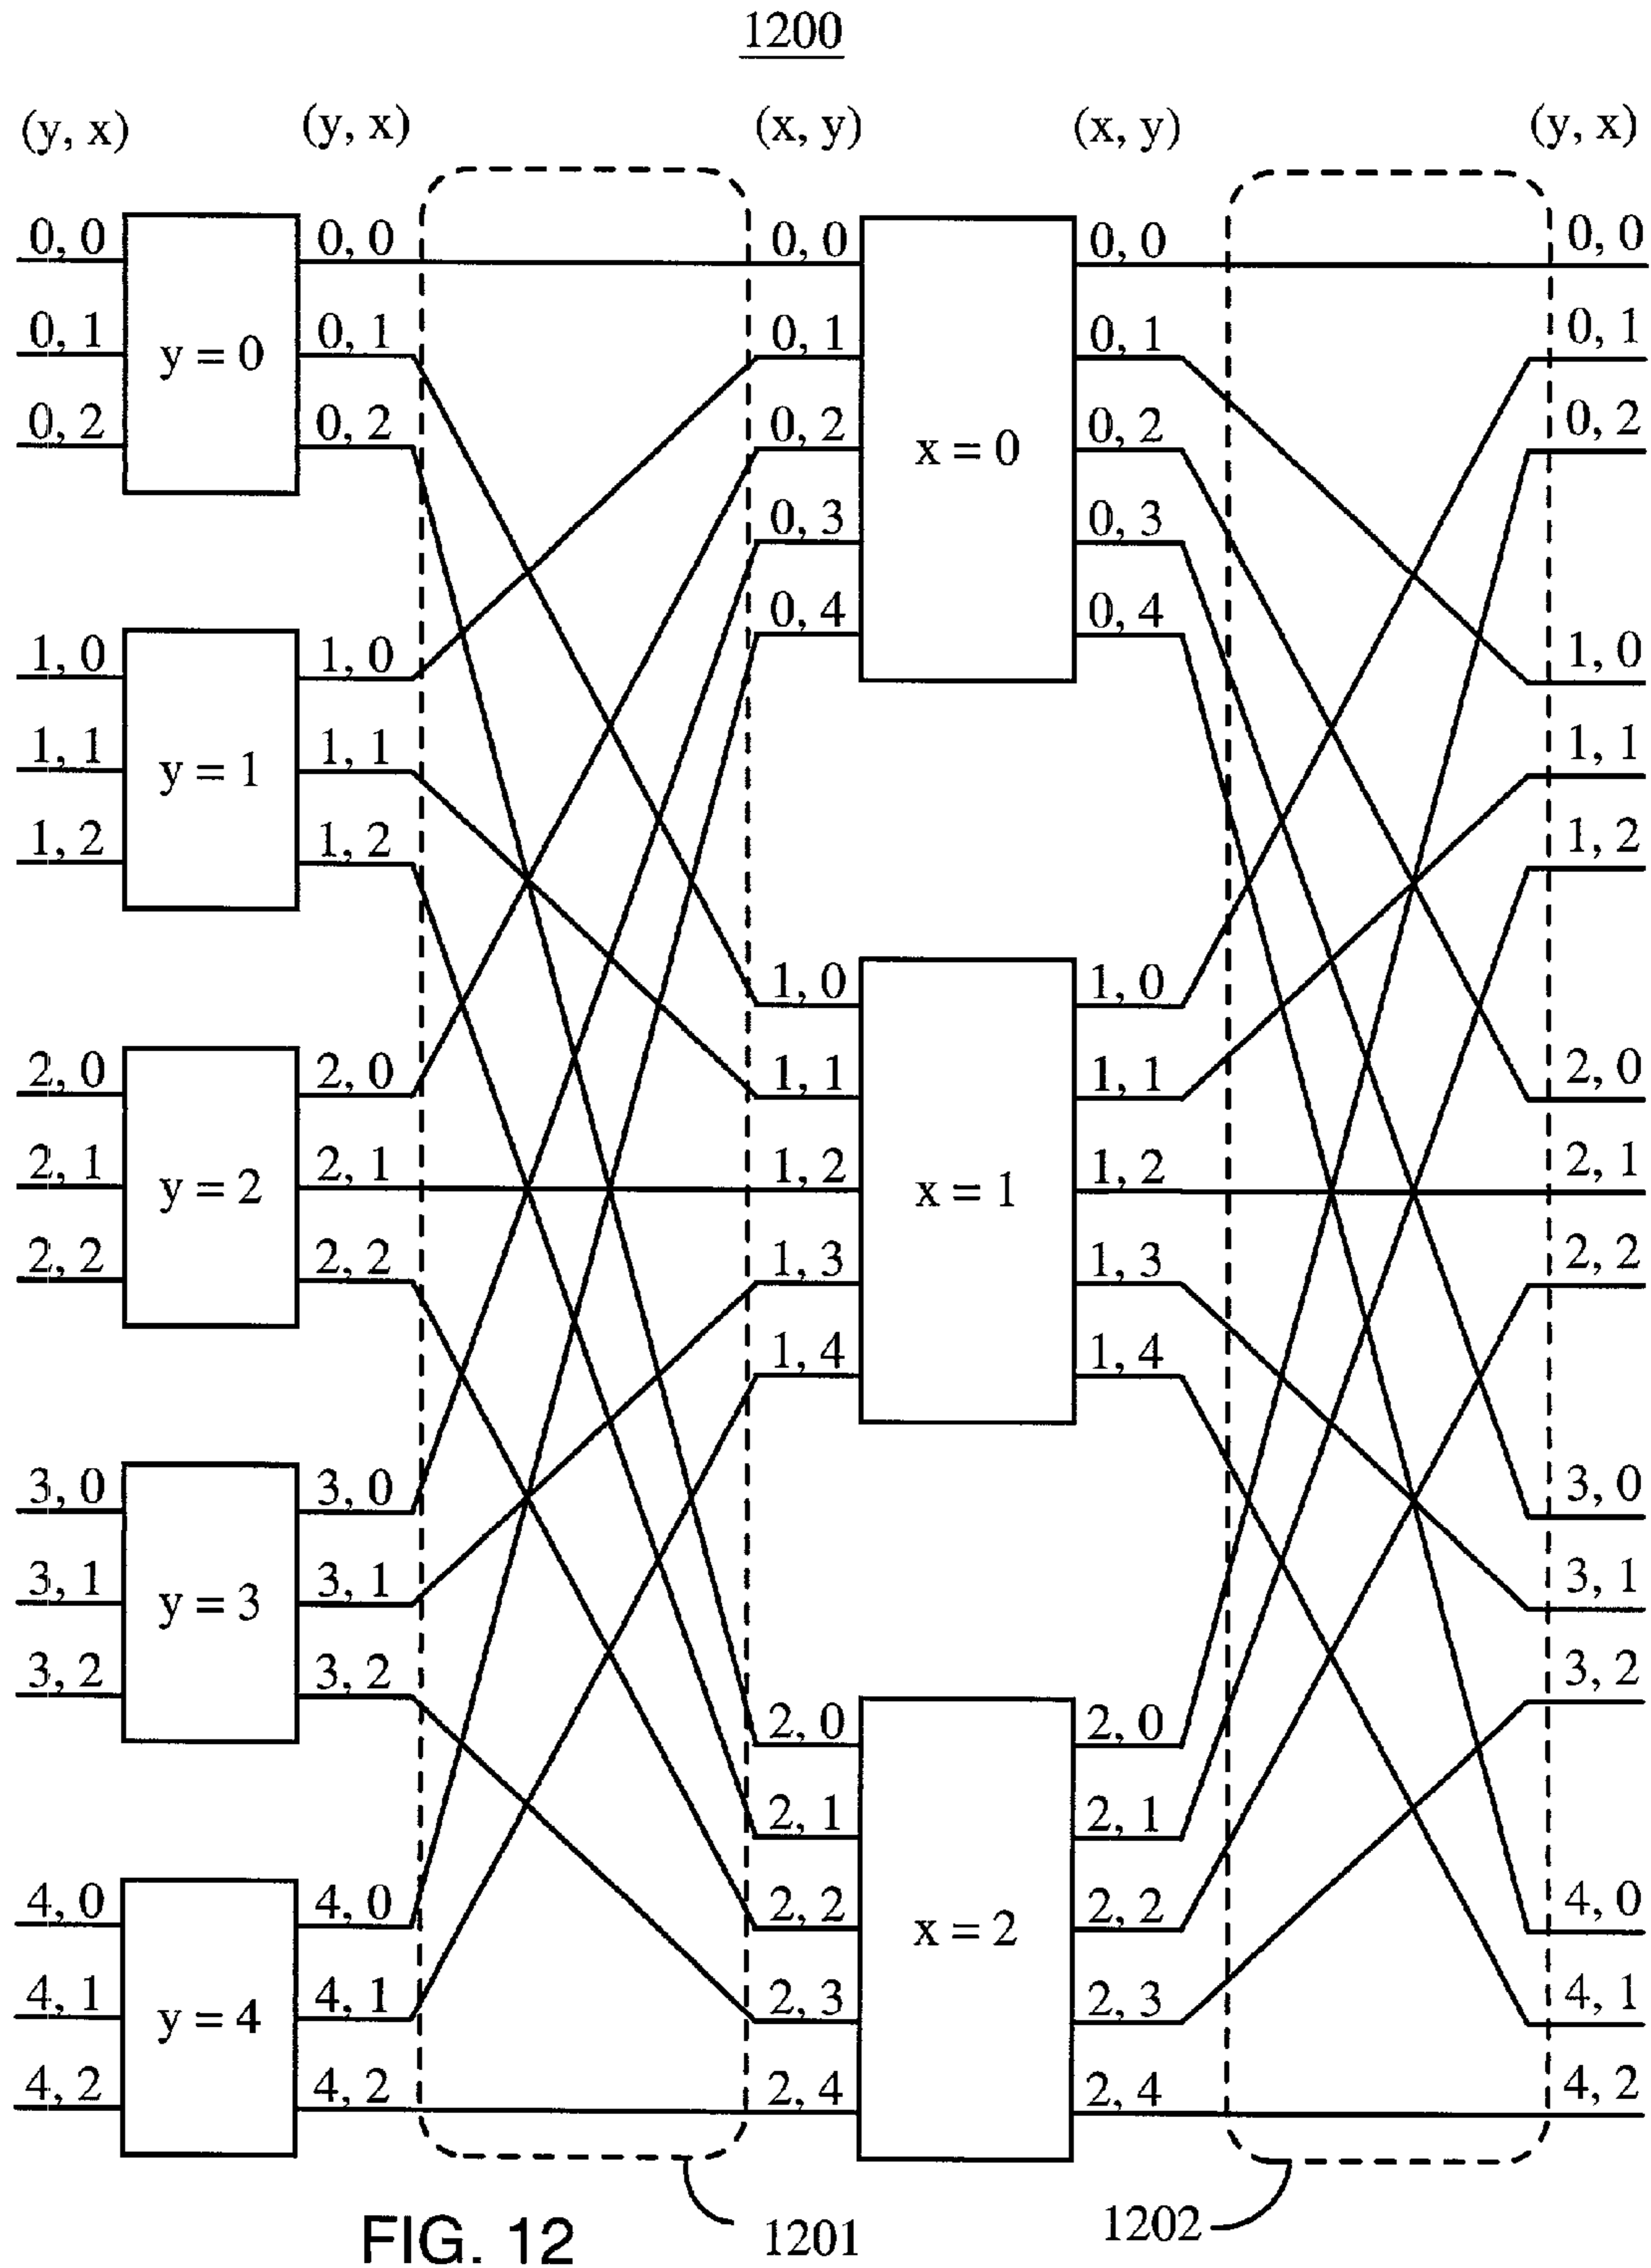 1200
(y, x) (y, x) (x, y) (x, y) (y, x)
0, 0 0, 0 0, 0 0, 0 0, 0
0, 1 y = 0 0, 1 0, 1 0, 1 0, 1
0, 2 0, 2 0, 2 x = 0 0, 2 0, 2
0, 3 0, 3
0, 4 0, 4
1, 0 1, 0 1, 0
1, 1 y = 1 1, 1 1, 1
1, 2 1, 2 1, 2
1, 0 1, 0
2, 0 2, 0 1, 1 1, 1 2, 0
2, 1 y = 2 2, 1 1, 2 x = 1 1, 2 2, 1
2, 2 2, 2 1, 3 1, 3 2, 2
1, 4 1, 4
3, 0 3, 0 3, 0
3, 1 y = 3 3, 1 3, 1
3, 2 3, 2 3, 2
2, 0 2, 0
2, 1 2, 1
4, 0 4, 0 2, 2 x = 2 2, 2 4, 0
4, 1 y = 4 4, 1 2, 3 2, 3 4, 1
4, 2 4, 2 2, 4 2, 4 4, 2
1201 1202
FIG. 12